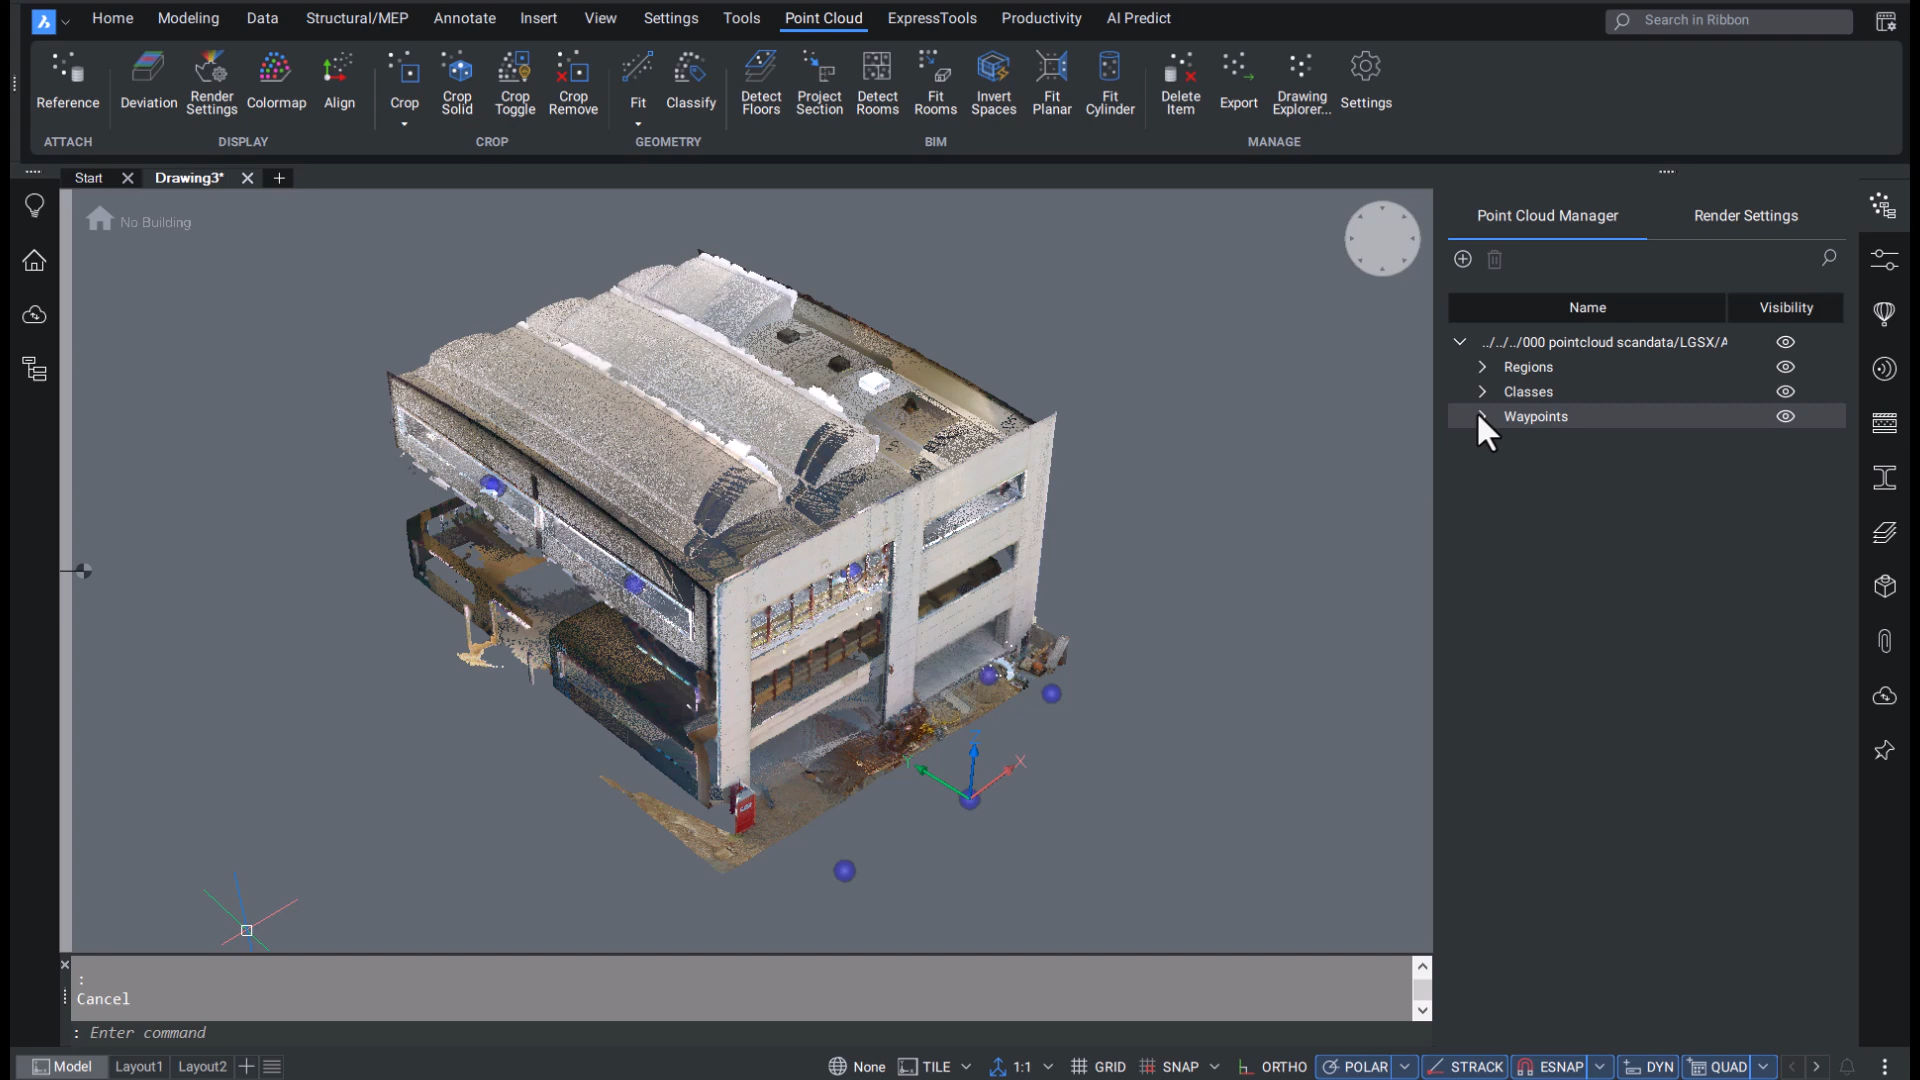 Home Modeling Data Structural/MEP Annotate Insert View Settings Tools Point Cloud ExpressTools Productivity AI Predict Search in Ribbon
Reference Deviation Render Settings Colormap Align Crop Crop Solid Crop Toggle Crop Remove Fit Classify Detect Floors Project Section Detect Rooms Fit Rooms Invert Spaces Fit Planar Fit Cylinder Delete Item Export Drawing Explorer... Settings
ATTACH DISPLAY CROP GEOMETRY BIM MANAGE
Start Drawing3*
No Building
Point Cloud Manager Render Settings
Name Visibility
../../../000 pointcloud scandata/LGSX/A
Regions
Classes
Waypoints
Z
Y X
:
Cancel
: Enter command
Model Layout1 Layout2 None TILE 1:1 GRID SNAP ORTHO POLAR STRACK ESNAP DYN QUAD